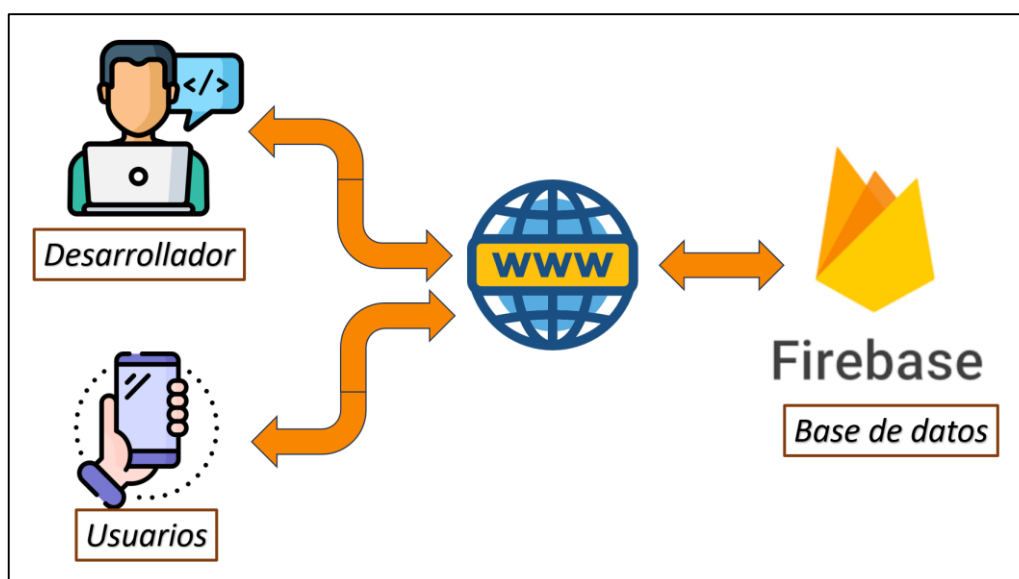 </>
Desarrollador
WWW
Firebase
Base de datos
Usuarios